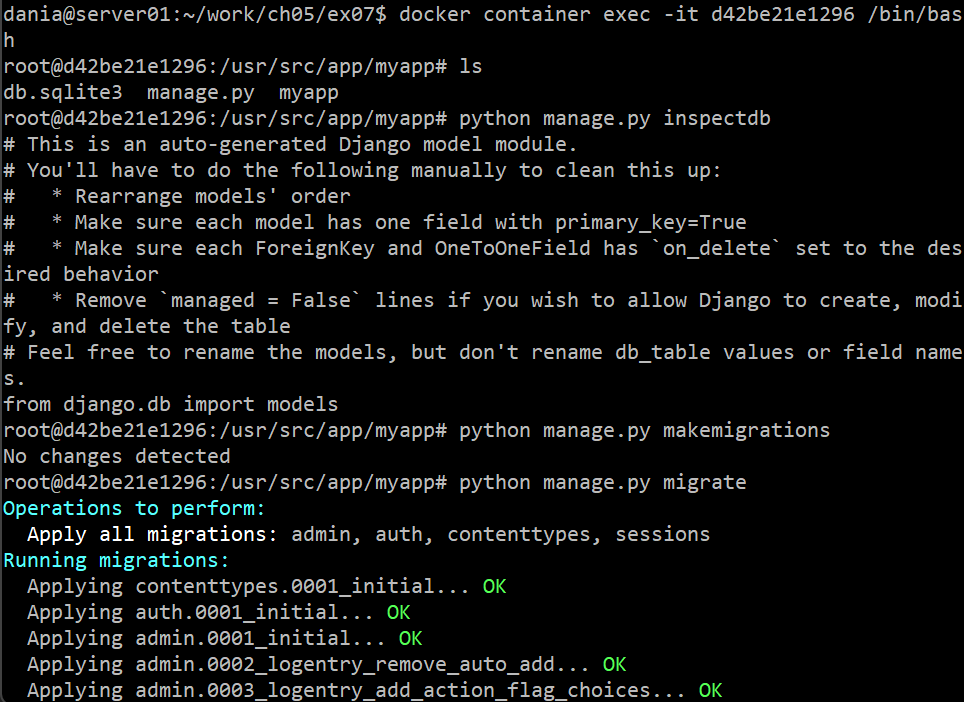 dania@server01:~/work/ch05/ex07$ docker container exec -it d42be21e1296 /bin/bas
h
root@d42be21e1296:/usr/src/app/myapp# ls
db.sqlite3  manage.py  myapp
root@d42be21e1296:/usr/src/app/myapp# python manage.py inspectdb
# This is an auto-generated Django model module.
# You'll have to do the following manually to clean this up:
#   * Rearrange models' order
#   * Make sure each model has one field with primary_key=True
#   * Make sure each ForeignKey and OneToOneField has `on_delete` set to the des
ired behavior
#   * Remove `managed = False` lines if you wish to allow Django to create, modi
fy, and delete the table
# Feel free to rename the models, but don't rename db_table values or field name
s.
from django.db import models
root@d42be21e1296:/usr/src/app/myapp# python manage.py makemigrations
No changes detected
root@d42be21e1296:/usr/src/app/myapp# python manage.py migrate
Operations to perform:
  Apply all migrations: admin, auth, contenttypes, sessions
Running migrations:
  Applying contenttypes.0001_initial... OK
  Applying auth.0001_initial... OK
  Applying admin.0001_initial... OK
  Applying admin.0002_logentry_remove_auto_add... OK
  Applying admin.0003_logentry_add_action_flag_choices... OK